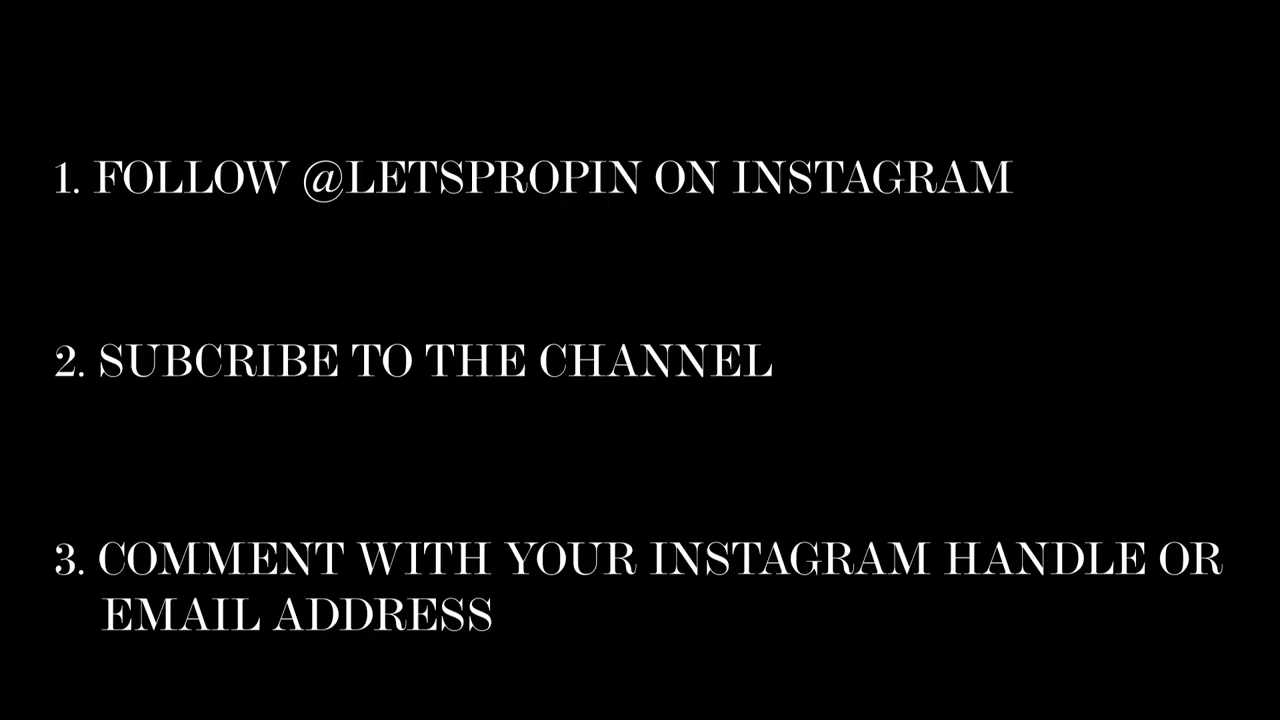 1. FOLLOW @LETSPROPIN ON INSTAGRAM
2. SUBCRIBE TO THE CHANNEL
3. COMMENT WITH YOUR INSTAGRAM HANDLE OR
EMAIL ADDRESS